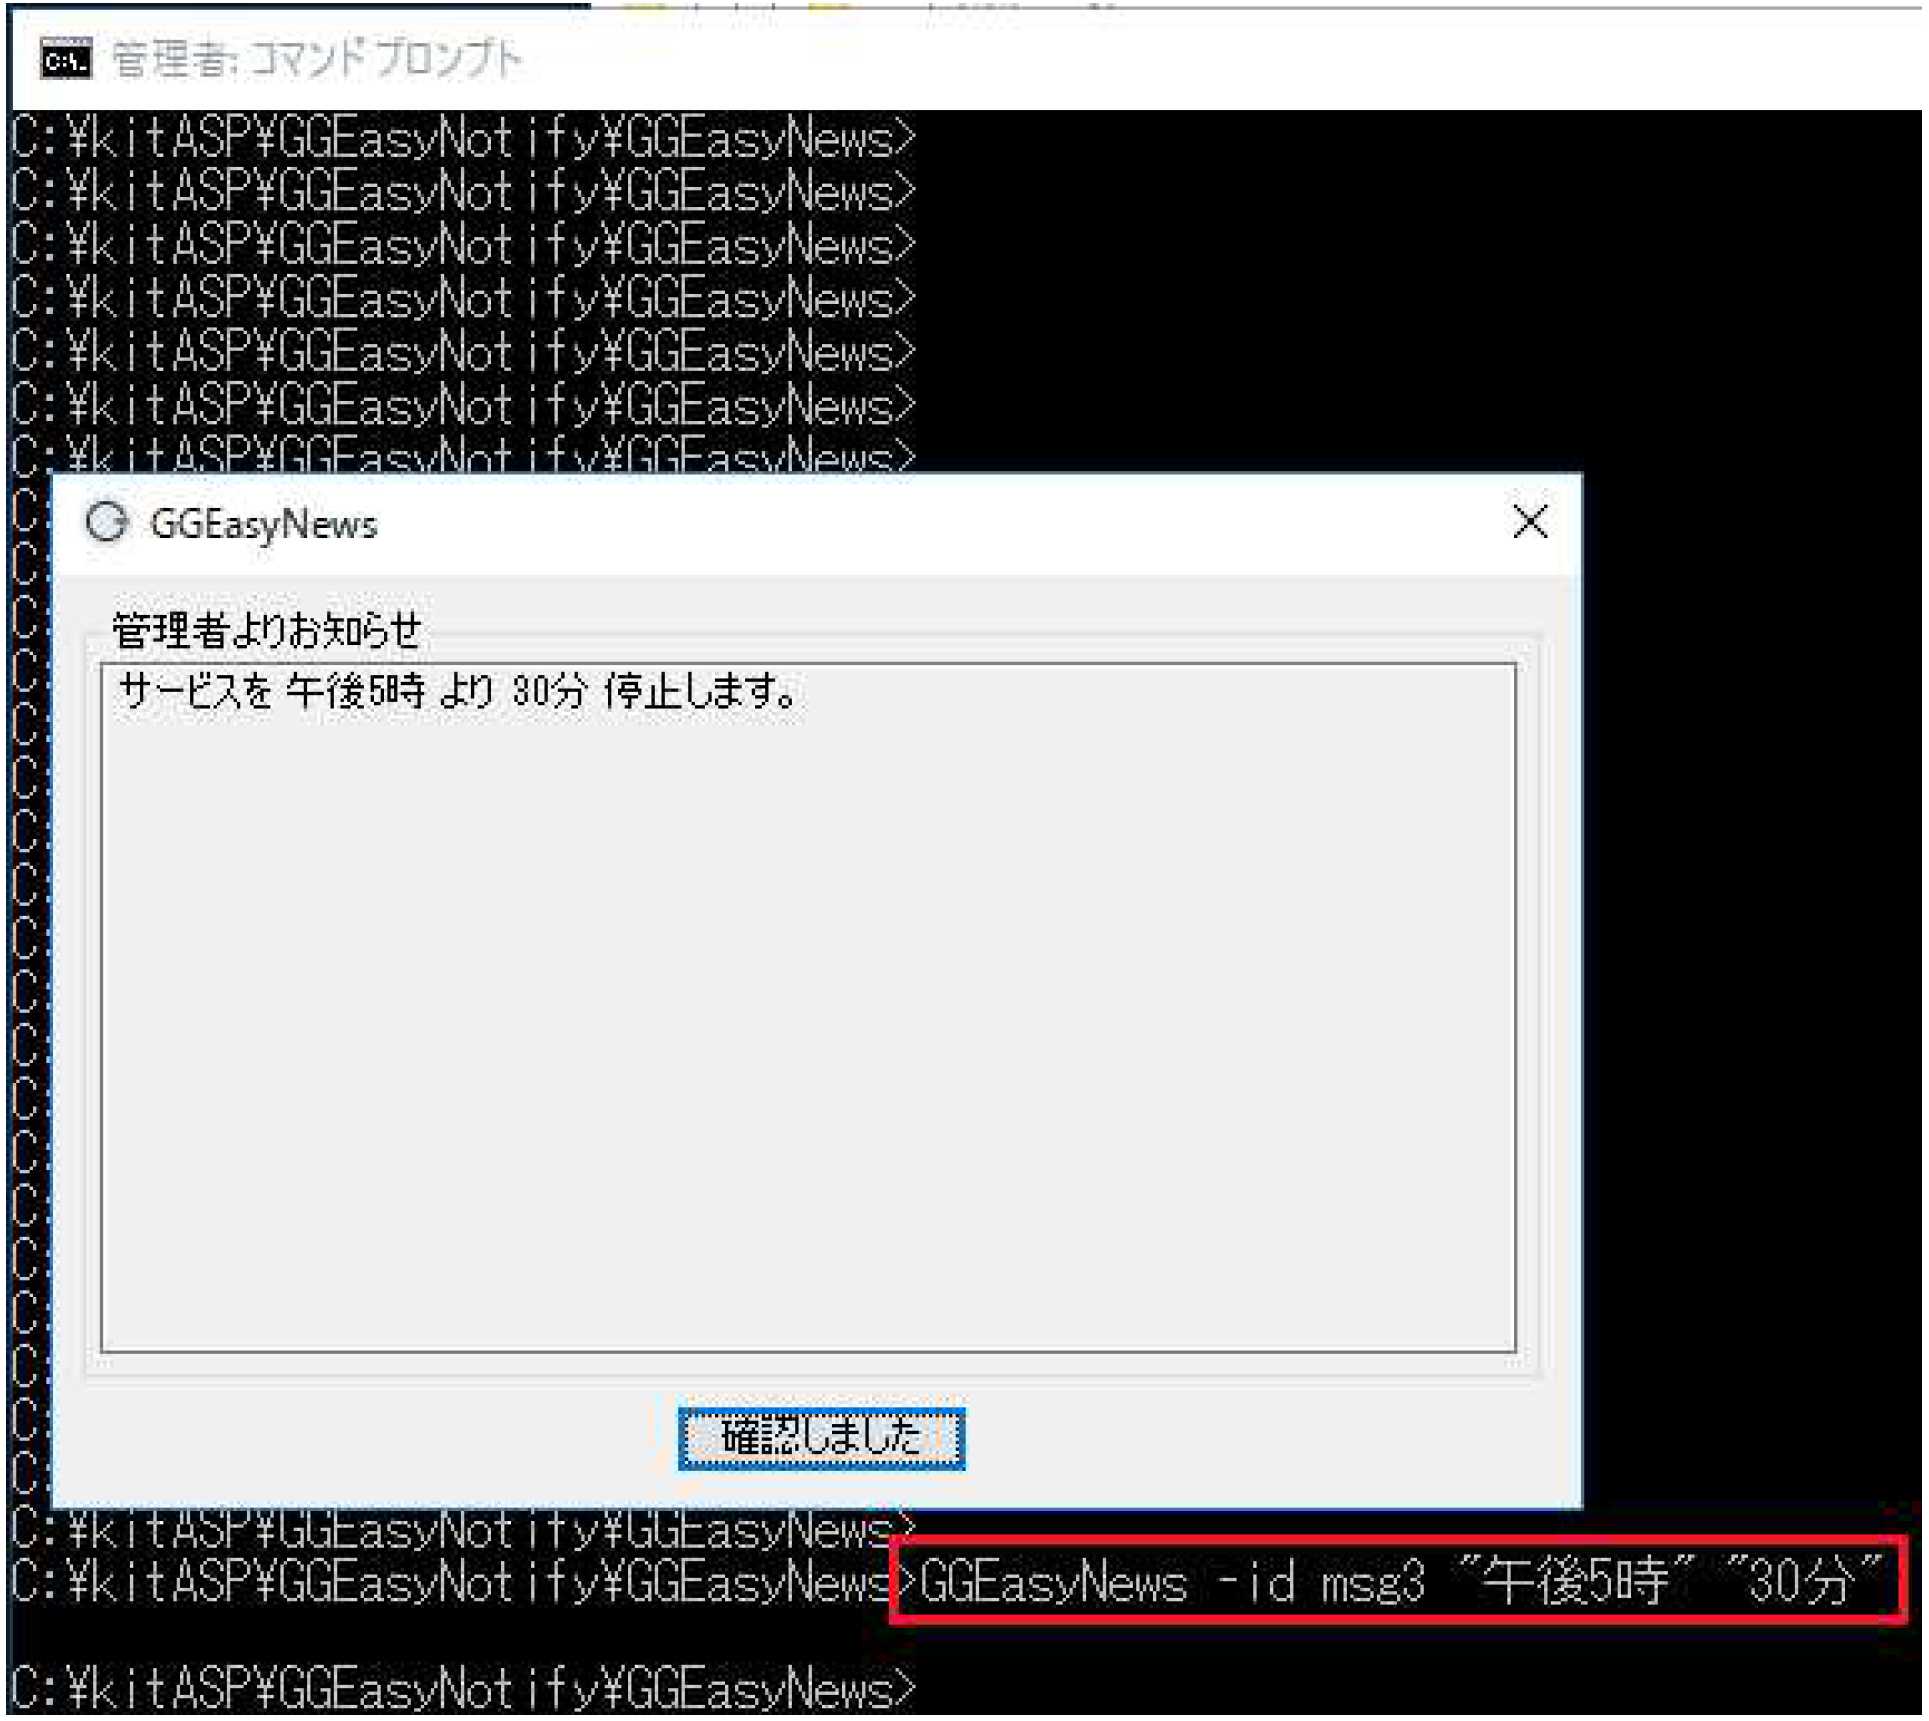 管理者: コマンドプロンプト
C:¥kitASP¥GGEasyNotify¥GGEasyNews>
C:¥kitASP¥GGEasyNotify¥GGEasyNews>
C:¥kitASP¥GGEasyNotify¥GGEasyNews>
C:¥kitASP¥GGEasyNotify¥GGEasyNews>
C:¥kitASP¥GGEasyNotify¥GGEasyNews>
C:¥kitASP¥GGEasyNotify¥GGEasyNews>
C:¥kitASP¥GGEasyNotify¥GGEasyNews>
GGEasyNews
管理者よりお知らせ
サービスを 午後5時 より 30分 停止します。
確認しました
C:¥kitASP¥GGEasyNotify¥GGEasyNews>
C:¥kitASP¥GGEasyNotify¥GGEasyNews>GGEasyNews -id msg3 "午後5時" "30分"
C:¥kitASP¥GGEasyNotify¥GGEasyNews>